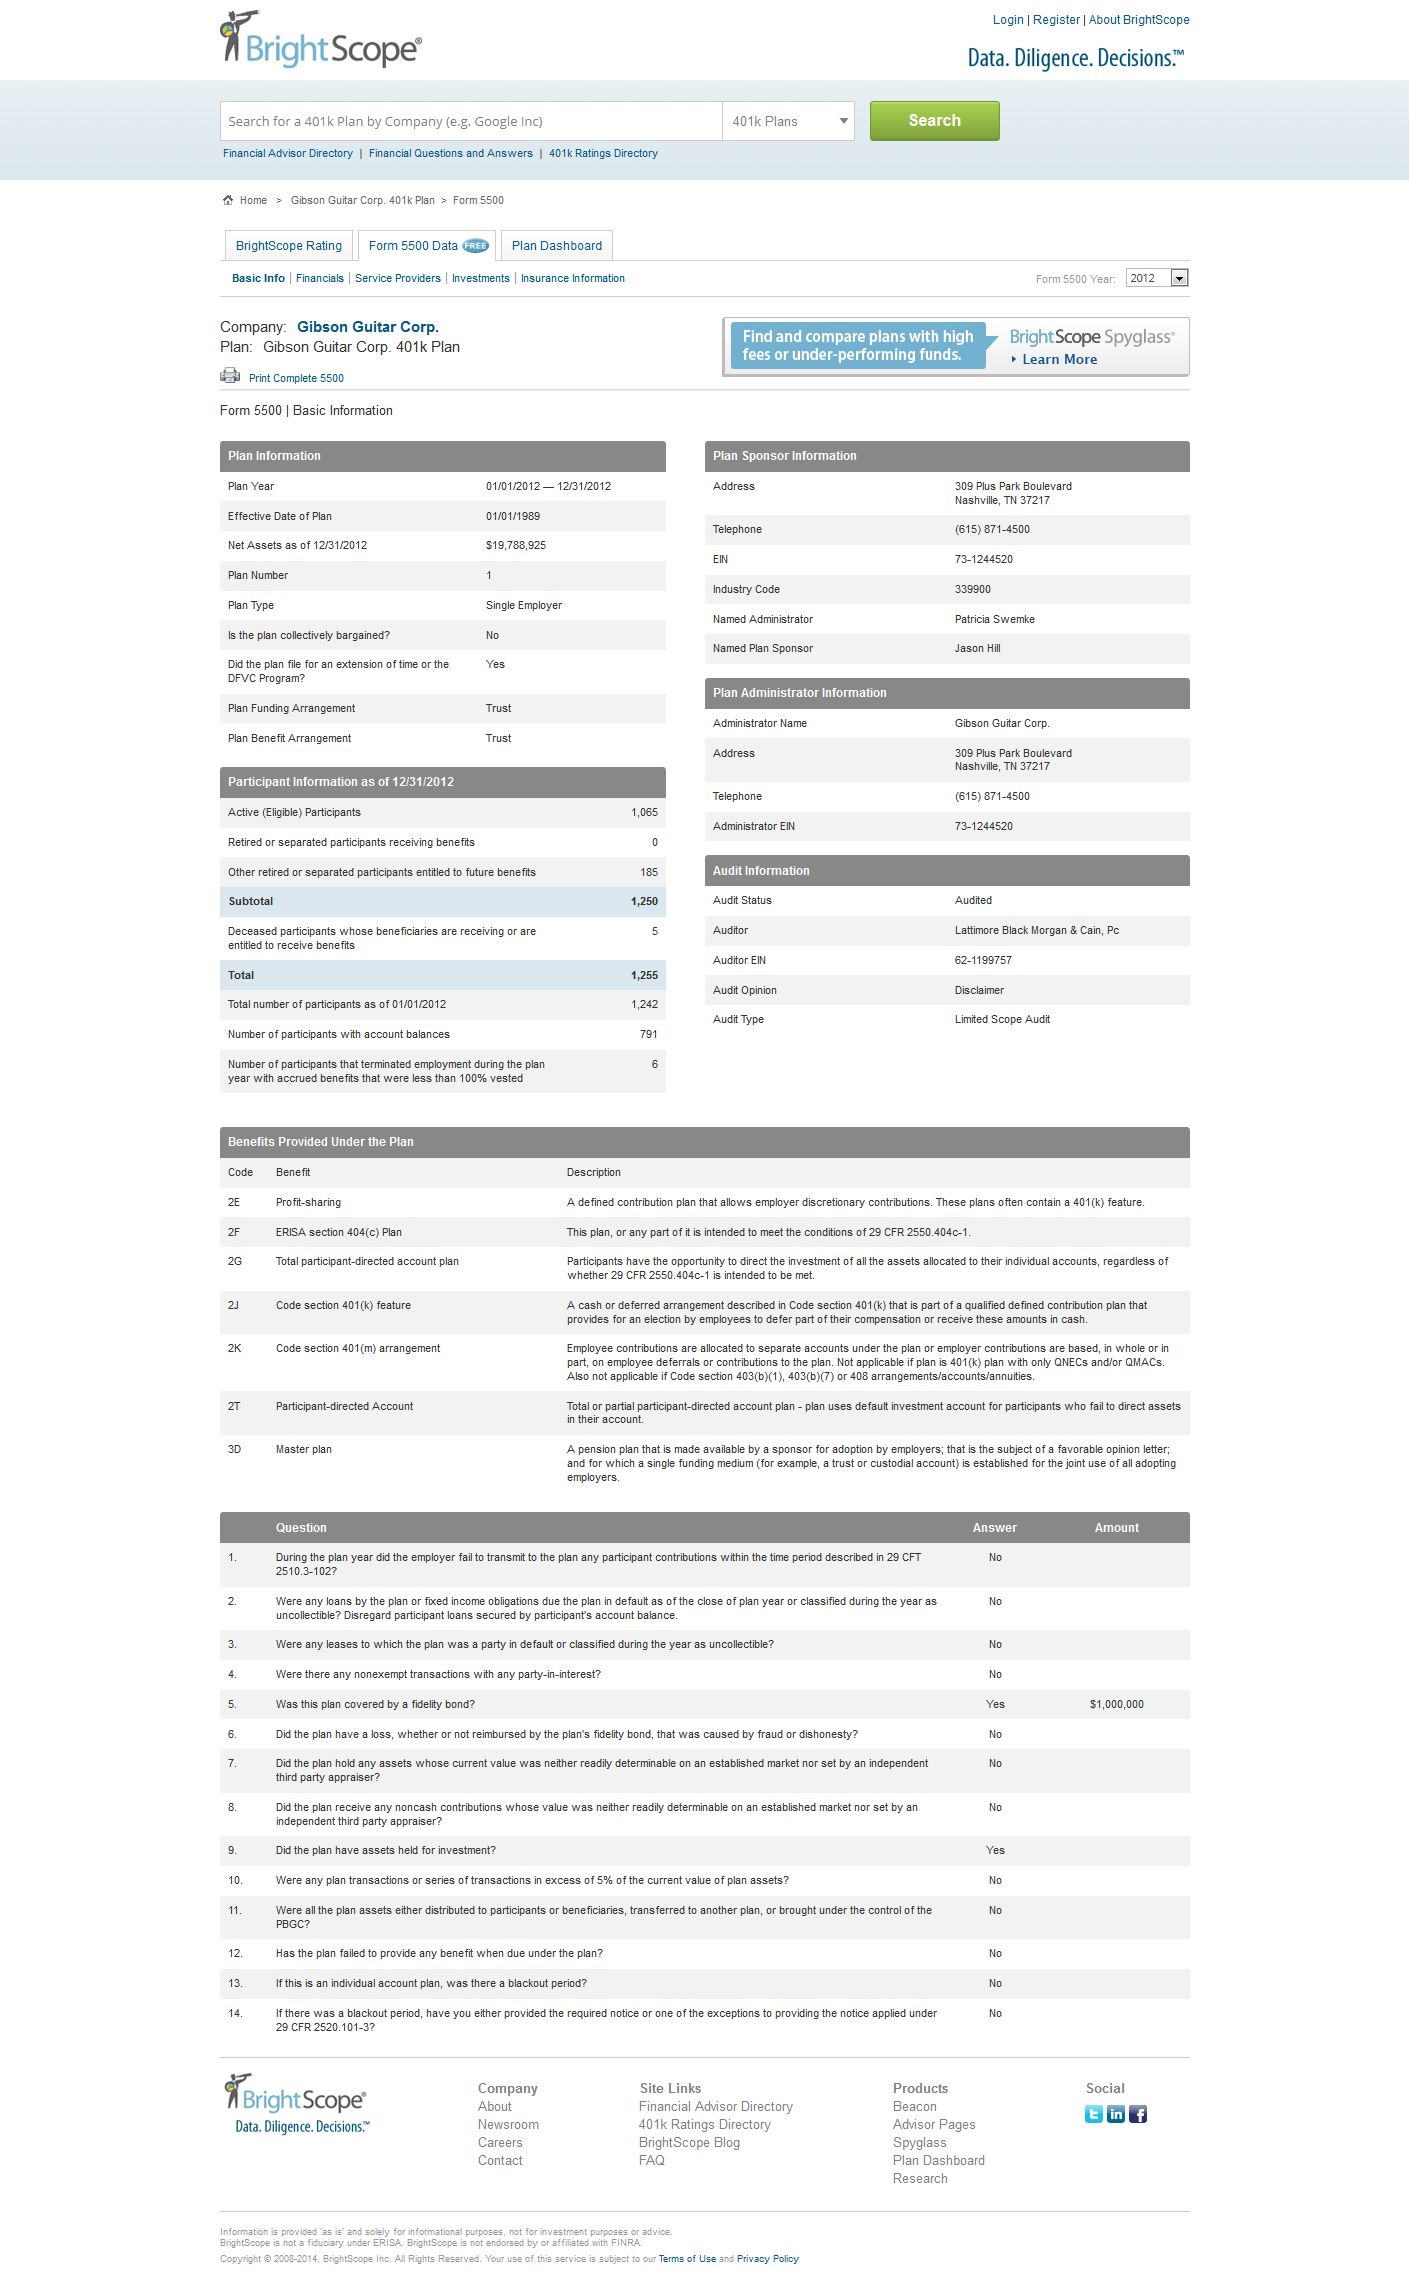 Login | Register | About BrightScope
BrightScope®
Data. Diligence. Decisions.™
Search for a 401k Plan by Company (e.g. Google Inc)
401k Plans
Search
Financial Advisor Directory | Financial Questions and Answers | 401k Ratings Directory
Home > Gibson Guitar Corp. 401k Plan > Form 5500
BrightScope Rating
Form 5500 Data FREE
Plan Dashboard
Basic Info | Financials | Service Providers | Investments | Insurance Information
Form 5500 Year: 2012
Company: Gibson Guitar Corp.
Plan: Gibson Guitar Corp. 401k Plan
Print Complete 5500
Find and compare plans with high
fees or under-performing funds.
BrightScope Spyglass®
Learn More
Form 5500 | Basic Information
Plan Information
Plan Year 01/01/2012 — 12/31/2012
Effective Date of Plan 01/01/1989
Net Assets as of 12/31/2012 $19,788,925
Plan Number 1
Plan Type Single Employer
Is the plan collectively bargained? No
Did the plan file for an extension of time or the Yes
DFVC Program?
Plan Funding Arrangement Trust
Plan Benefit Arrangement Trust
Participant Information as of 12/31/2012
Active (Eligible) Participants 1,065
Retired or separated participants receiving benefits 0
Other retired or separated participants entitled to future benefits 185
Subtotal 1,250
Deceased participants whose beneficiaries are receiving or are 5
entitled to receive benefits
Total 1,255
Total number of participants as of 01/01/2012 1,242
Number of participants with account balances 791
Number of participants that terminated employment during the plan 6
year with accrued benefits that were less than 100% vested
Plan Sponsor Information
Address 309 Plus Park Boulevard
Nashville, TN 37217
Telephone (615) 871-4500
EIN 73-1244520
Industry Code 339900
Named Administrator Patricia Swemke
Named Plan Sponsor Jason Hill
Plan Administrator Information
Administrator Name Gibson Guitar Corp.
Address 309 Plus Park Boulevard
Nashville, TN 37217
Telephone (615) 871-4500
Administrator EIN 73-1244520
Audit Information
Audit Status Audited
Auditor Lattimore Black Morgan & Cain, Pc
Auditor EIN 62-1199757
Audit Opinion Disclaimer
Audit Type Limited Scope Audit
Benefits Provided Under the Plan
Code Benefit Description
2E Profit-sharing A defined contribution plan that allows employer discretionary contributions. These plans often contain a 401(k) feature.
2F ERISA section 404(c) Plan This plan, or any part of it is intended to meet the conditions of 29 CFR 2550.404c-1.
2G Total participant-directed account plan Participants have the opportunity to direct the investment of all the assets allocated to their individual accounts, regardless of
whether 29 CFR 2550.404c-1 is intended to be met.
2J Code section 401(k) feature A cash or deferred arrangement described in Code section 401(k) that is part of a qualified defined contribution plan that
provides for an election by employees to defer part of their compensation or receive these amounts in cash.
2K Code section 401(m) arrangement Employee contributions are allocated to separate accounts under the plan or employer contributions are based, in whole or in
part, on employee deferrals or contributions to the plan. Not applicable if plan is 401(k) plan with only QNECs and/or QMACs.
Also not applicable if Code section 403(b)(1), 403(b)(7) or 408 arrangements/accounts/annuities.
2T Participant-directed Account Total or partial participant-directed account plan - plan uses default investment account for participants who fail to direct assets
in their account.
3D Master plan A pension plan that is made available by a sponsor for adoption by employers; that is the subject of a favorable opinion letter;
and for which a single funding medium (for example, a trust or custodial account) is established for the joint use of all adopting
employers.
Question Answer Amount
1. During the plan year did the employer fail to transmit to the plan any participant contributions within the time period described in 29 CFT No
2510.3-102?
2. Were any loans by the plan or fixed income obligations due the plan in default as of the close of plan year or classified during the year as No
uncollectible? Disregard participant loans secured by participant's account balance.
3. Were any leases to which the plan was a party in default or classified during the year as uncollectible? No
4. Were there any nonexempt transactions with any party-in-interest? No
5. Was this plan covered by a fidelity bond? Yes $1,000,000
6. Did the plan have a loss, whether or not reimbursed by the plan's fidelity bond, that was caused by fraud or dishonesty? No
7. Did the plan hold any assets whose current value was neither readily determinable on an established market nor set by an independent No
third party appraiser?
8. Did the plan receive any noncash contributions whose value was neither readily determinable on an established market nor set by an No
independent third party appraiser?
9. Did the plan have assets held for investment? Yes
10. Were any plan transactions or series of transactions in excess of 5% of the current value of plan assets? No
11. Were all the plan assets either distributed to participants or beneficiaries, transferred to another plan, or brought under the control of the No
PBGC?
12. Has the plan failed to provide any benefit when due under the plan? No
13. If this is an individual account plan, was there a blackout period? No
14. If there was a blackout period, have you either provided the required notice or one of the exceptions to providing the notice applied under No
29 CFR 2520.101-3?
BrightScope®
Data. Diligence. Decisions.™
Company
About
Newsroom
Careers
Contact
Site Links
Financial Advisor Directory
401k Ratings Directory
BrightScope Blog
FAQ
Products
Beacon
Advisor Pages
Spyglass
Plan Dashboard
Research
Social
Information is provided 'as is' and solely for informational purposes, not for investment purposes or advice.
BrightScope is not a fiduciary under ERISA. BrightScope is not endorsed by or affiliated with FINRA.
Copyright © 2008-2014, BrightScope Inc. All Rights Reserved. Your use of this service is subject to our Terms of Use and Privacy Policy